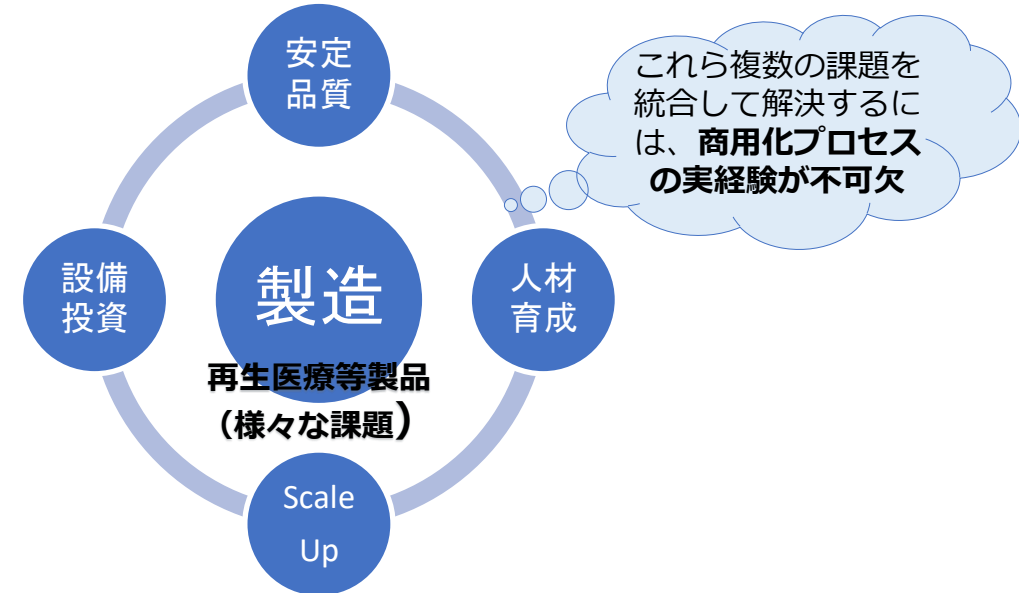 安定
品質
これら複数の課題を
統合して解決するに
は、商用化プロセス
の実経験が不可欠
設備
投資
製造
人材
育成
再生医療等製品
（様々な課題）
Scale
Up